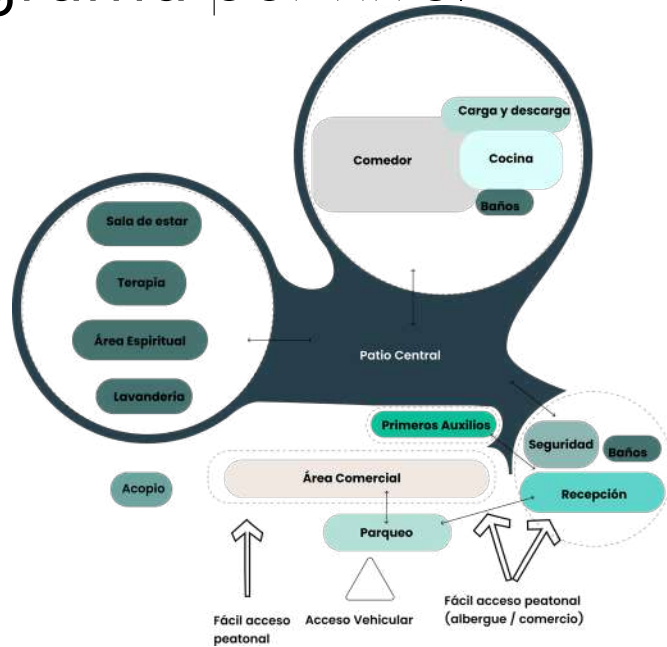 Carga y descarga
Comedor
Cocina
Baños
Sala de estar
Terapia
Área Espiritual
Lavandería
Patio Central
Primeros Auxilios
Seguridad
Baños
Acopio
Área Comercial
Recepción
Parqueo
Fácil acceso
peatonal
Acceso Vehicular
Fácil acceso peatonal
(albergue / comercio)